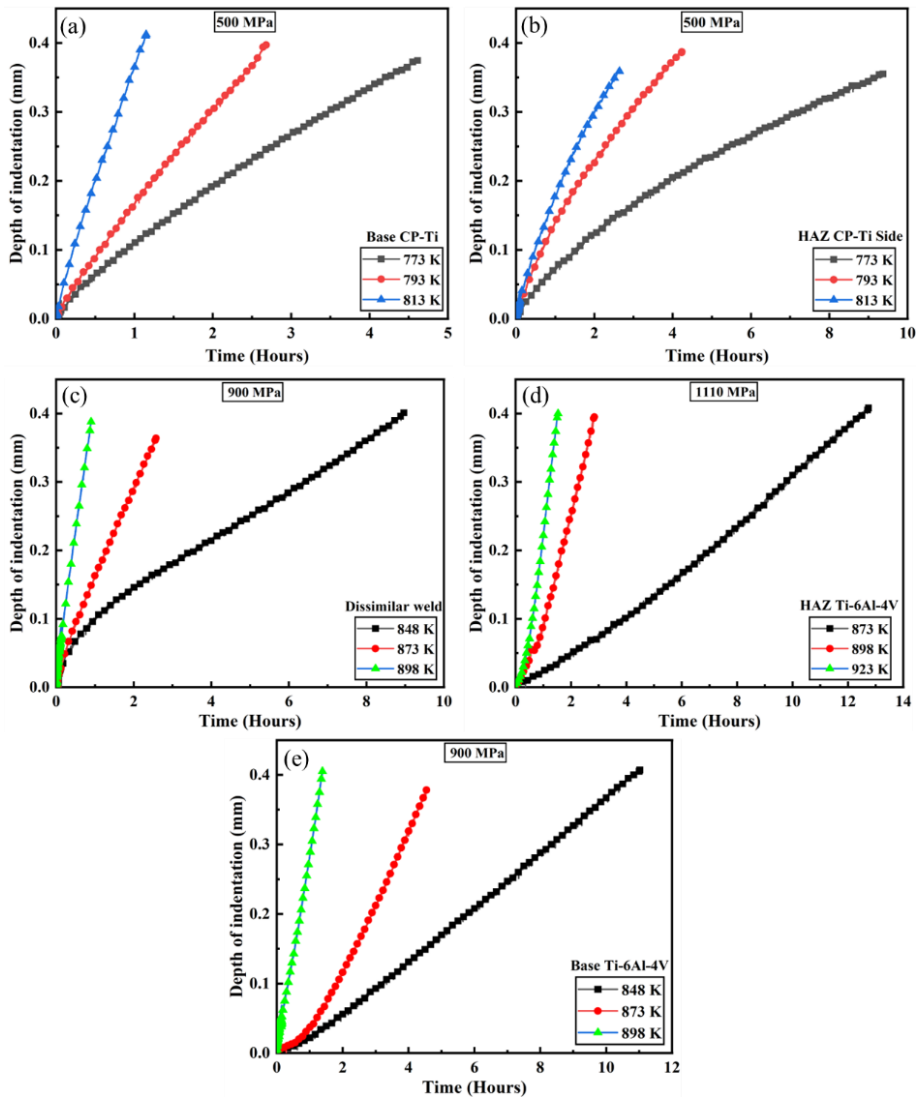 (a)
500 MPa
Depth of indentation (mm)
0.4
0.3
0.2
0.1
0.0
Base CP-Ti
773 K
793 K
813 K
0 1 2 3 4 5
Time (Hours)
(b)
500 MPa
Depth of indentation (mm)
0.4
0.3
0.2
0.1
0.0
HAZ CP-Ti Side
773 K
793 K
813 K
0 2 4 6 8 10
Time (Hours)
(c)
900 MPa
Depth of indentation (mm)
0.4
0.3
0.2
0.1
0.0
Dissimilar weld
848 K
873 K
898 K
0 2 4 6 8 10
Time (Hours)
(d)
1110 MPa
Depth of indentation (mm)
0.4
0.3
0.2
0.1
0.0
HAZ Ti-6Al-4V
873 K
898 K
923 K
0 2 4 6 8 10 12 14
Time (Hours)
(e)
900 MPa
Depth of indentation (mm)
0.4
0.3
0.2
0.1
0.0
Base Ti-6Al-4V
848 K
873 K
898 K
0 2 4 6 8 10 12
Time (Hours)